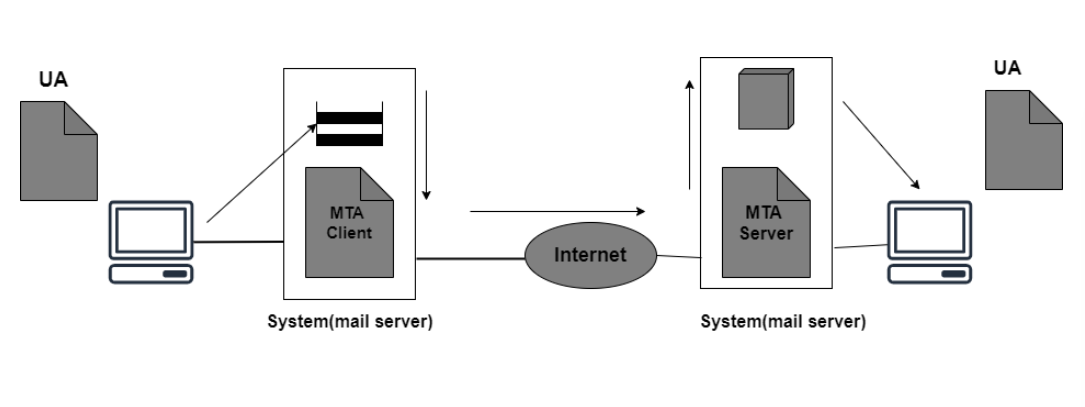 UA
UA
MTA
Client
MTA
Server
Internet
System(mail server)
System(mail server)